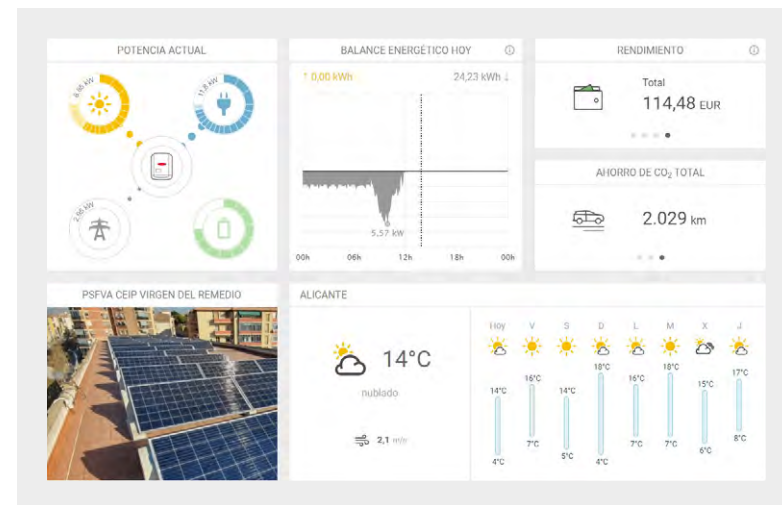 POTENCIA ACTUAL
11,8 kW
BALANCE ENERGÉTICO HOY
↑ 0,00 kWh
24,23 kWh ↓
5,57 kW
00h 06h 12h 18h 00h
RENDIMIENTO
Total
114,48 EUR
AHORRO DE CO₂ TOTAL
2.029 km
PSFVA CEIP VIRGEN DEL REMEDIO
ALICANTE
14°C
nublado
2,1 m/s
Hoy V S D L M X J
14°C 16°C 14°C 18°C 16°C 18°C 15°C 17°C
4°C 7°C 5°C 4°C 7°C 7°C 6°C 8°C